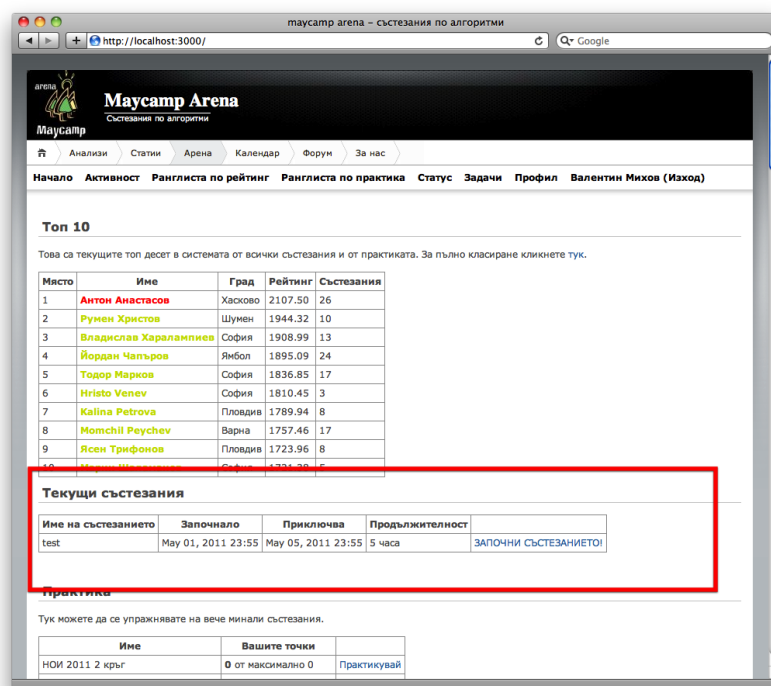 maycamp arena – състезания по алгоритми
http://localhost:3000/
Google
arena
Maycamp
Maycamp Arena
Състезания по алгоритми
Анализи Статии Арена Календар Форум За нас
Начало Активност Ранглиста по рейтинг Ранглиста по практика Статус Задачи Профил Валентин Михов (Изход)
Топ 10
Това са текущите топ десет в системата от всички състезания и от практиката. За пълно класиране кликнете тук.
Място Име Град Рейтинг Състезания
1 Антон Анастасов Хасково 2107.50 26
2 Румен Христов Шумен 1944.32 10
3 Владислав Харалампиев София 1908.99 13
4 Йордан Чапъров Ямбол 1895.09 24
5 Тодор Марков София 1836.85 17
6 Hristo Venev София 1810.45 3
7 Kalina Petrova Пловдив 1789.94 8
8 Momchil Peychev Варна 1757.46 17
9 Ясен Трифонов Пловдив 1723.96 8
10 София
Текущи състезания
Име на състезанието Започнало Приключва Продължителност
test May 01, 2011 23:55 May 05, 2011 23:55 5 часа ЗАПОЧНИ СЪСТЕЗАНИЕТО!
Практика
Тук можете да се упражнявате на вече минали състезания.
Име Вашите точки
НОИ 2011 2 кръг 0 от максимално 0 Практикувай